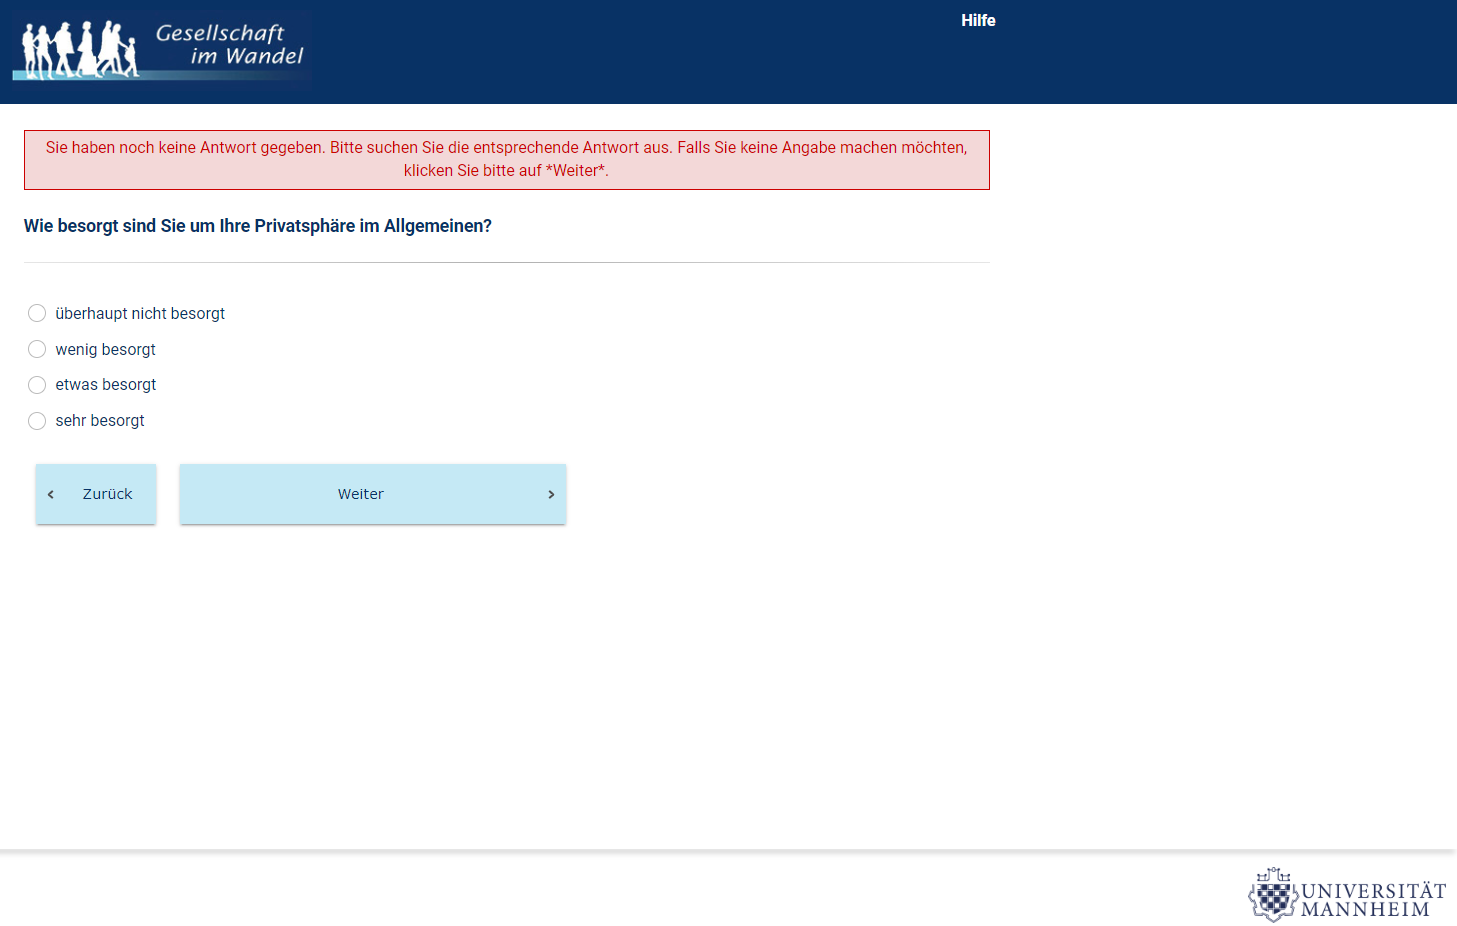 Gesellschaft
im Wandel
Hilfe
Sie haben noch keine Antwort gegeben. Bitte suchen Sie die entsprechende Antwort aus. Falls Sie keine Angabe machen möchten,
klicken Sie bitte auf *Weiter*.
Wie besorgt sind Sie um Ihre Privatsphäre im Allgemeinen?
überhaupt nicht besorgt
wenig besorgt
etwas besorgt
sehr besorgt
Zurück
Weiter
UNIVERSITÄT
MANNHEIM